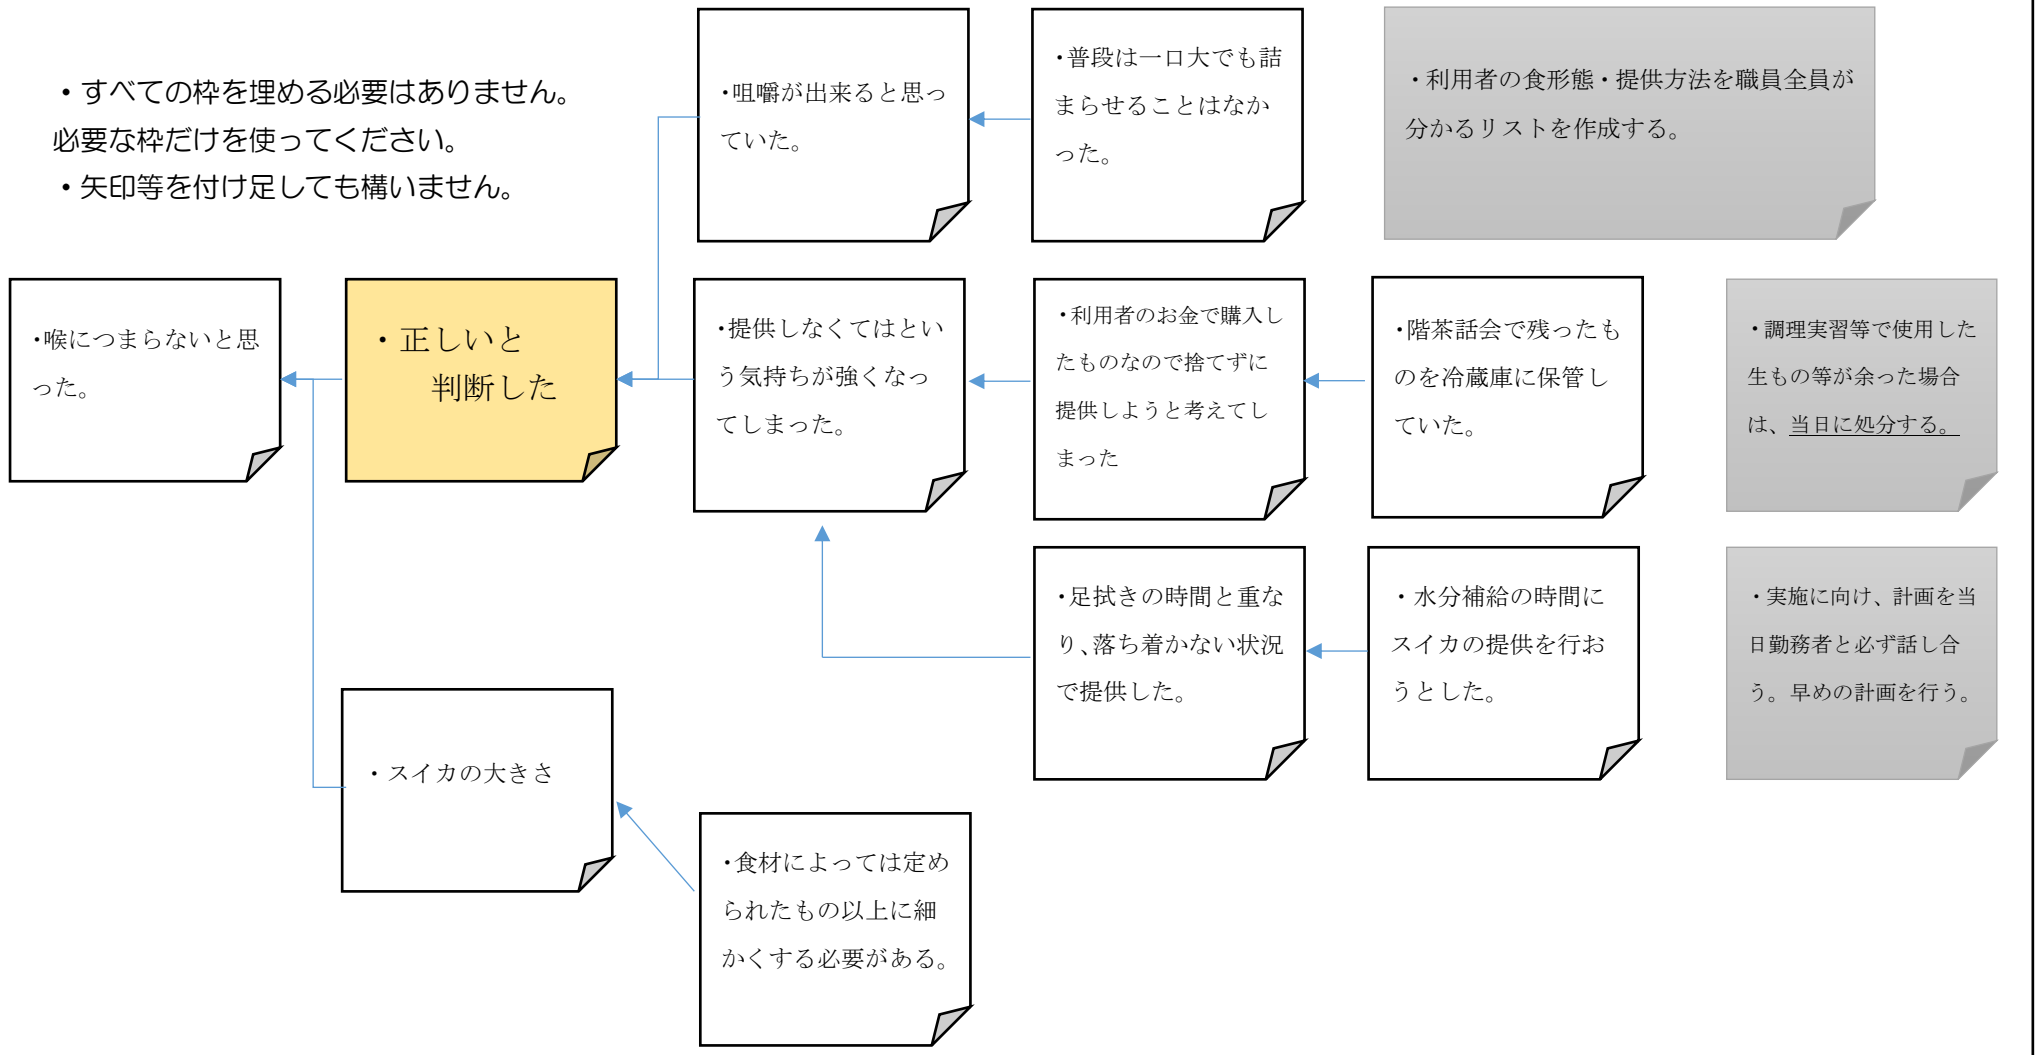 ・すべての枠を埋める必要はありません。
必要な枠だけを使ってください。
・矢印等を付け足しても構いません。
・咀嚼が出来ると思っ
ていた。
・普段は一口大でも詰
まらせることはなか
った。
・利用者の食形態・提供方法を職員全員が
分かるリストを作成する。
・喉につまらないと思
った。
・正しいと
判断した
・提供しなくてはとい
う気持ちが強くなっ
てしまった。
・利用者のお金で購入し
たものなので捨てずに
提供しようと考えてし
まった
・階茶話会で残ったも
のを冷蔵庫に保管し
ていた。
・調理実習等で使用した
生もの等が余った場合
は、当日に処分する。
・足拭きの時間と重な
り、落ち着かない状況
で提供した。
・水分補給の時間に
スイカの提供を行お
うとした。
・実施に向け、計画を当
日勤務者と必ず話し合
う。早めの計画を行う。
・スイカの大きさ
・食材によっては定め
られたもの以上に細
かくする必要がある。